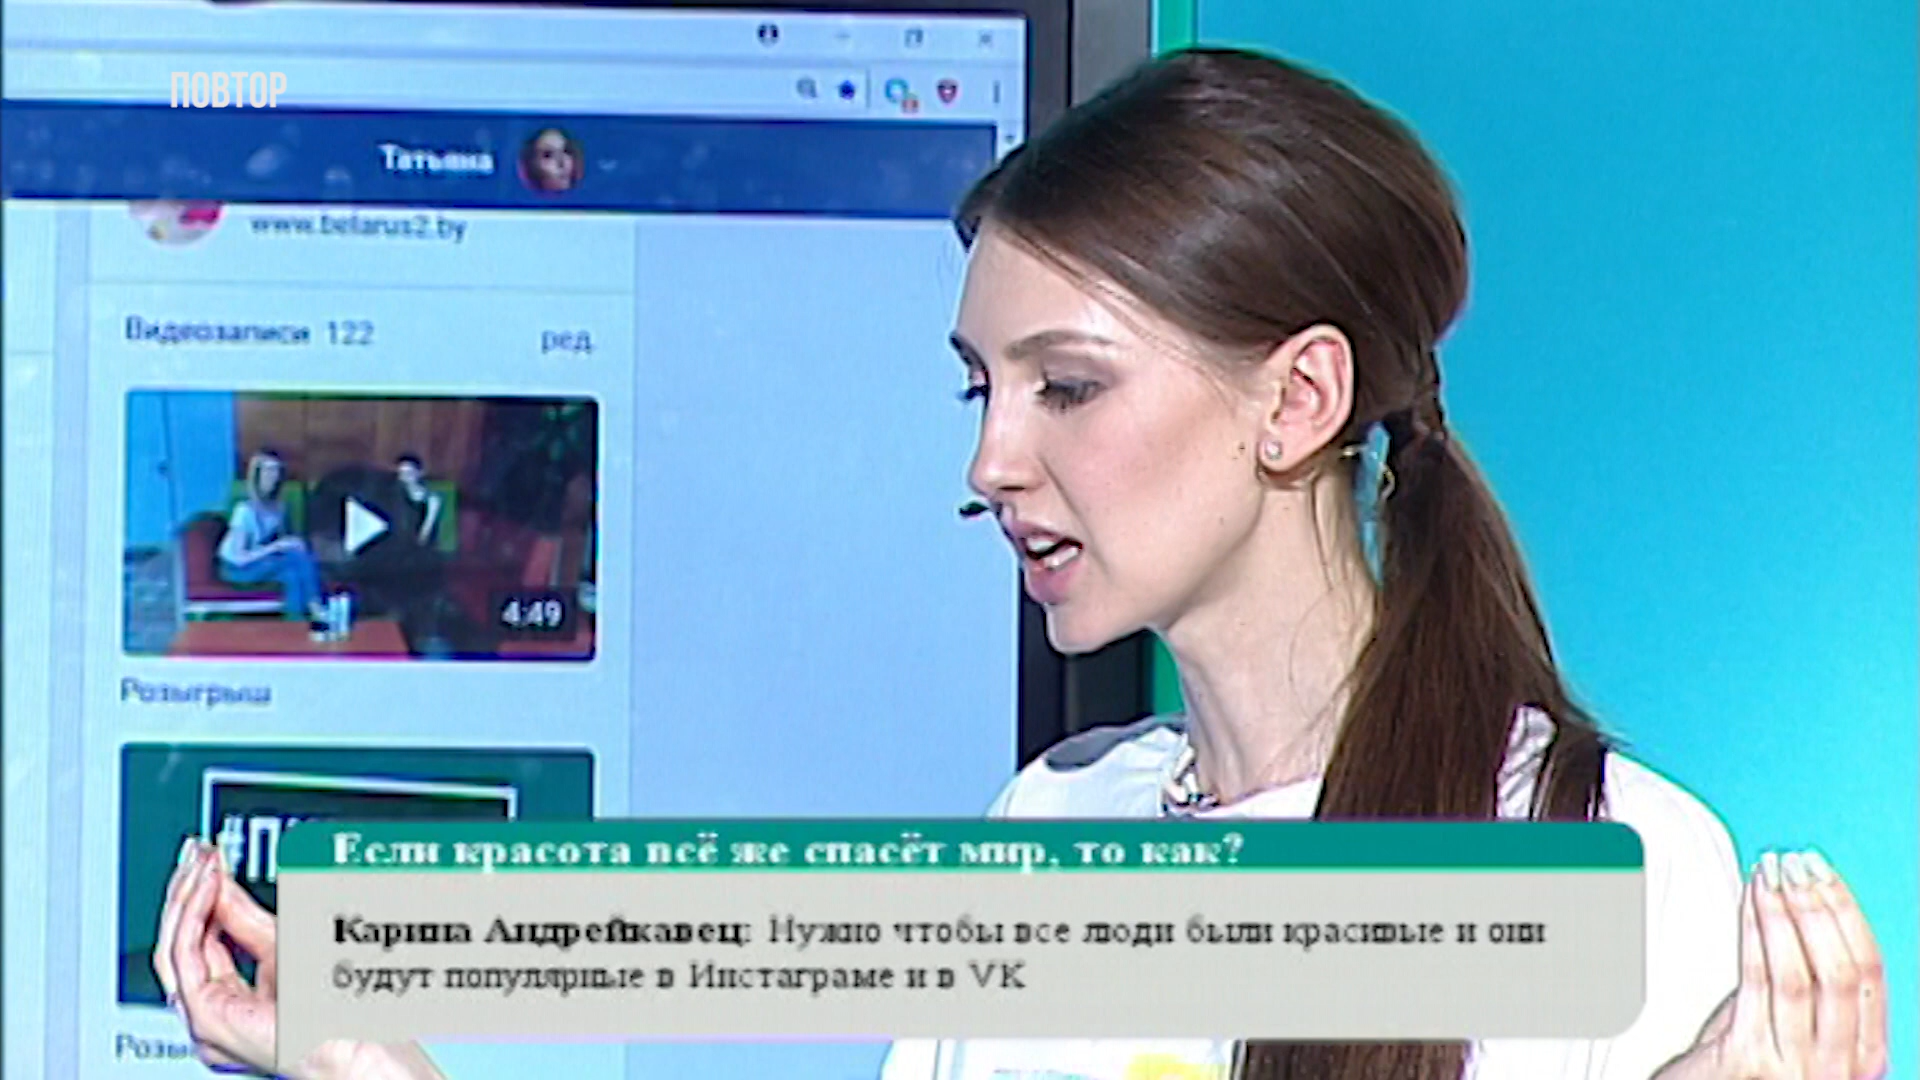 ПОВТОР
Татьяна
www.belarus2.by
Видеозаписи 122
ред.
4:49
Розыгрыш
Если красота всё же спасёт мир, то как?
Карина Андрейкавец: Нужно чтобы все люди были красивые и они
будут популярные в Инстаграме и в VK